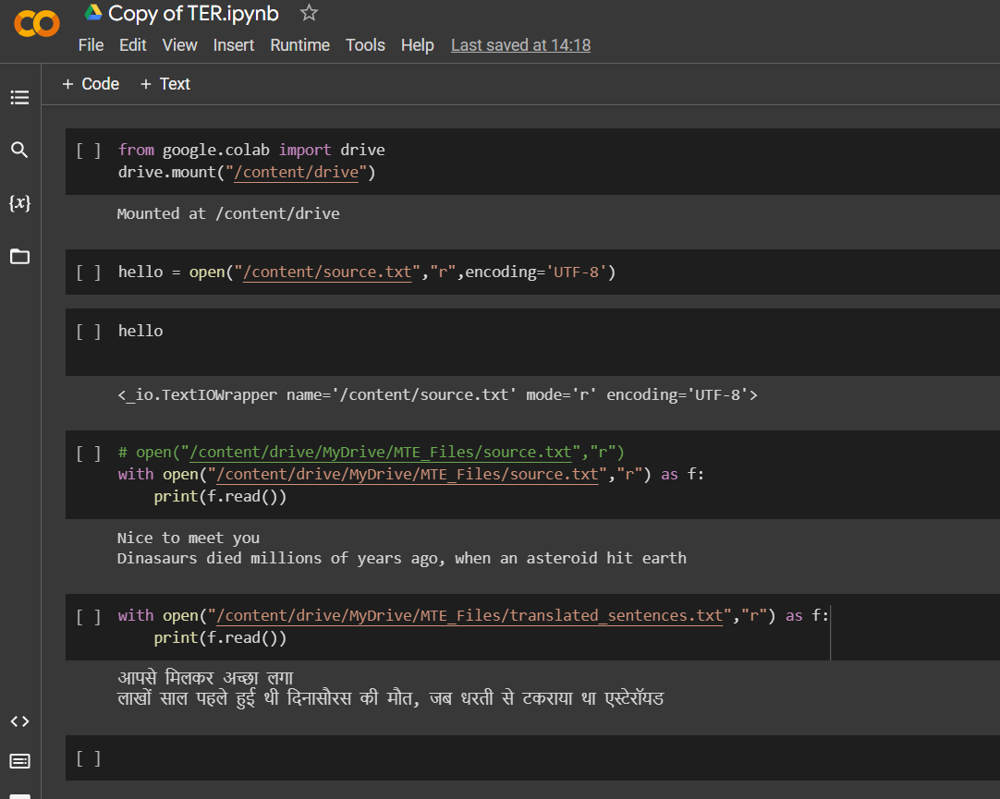 Copy of TER.ipynb
File Edit View Insert Runtime Tools Help Last saved at 14:18
+ Code + Text
[ ] from google.colab import drive
drive.mount("/content/drive")
Mounted at /content/drive
[ ] hello = open("/content/source.txt","r",encoding='UTF-8')
[ ] hello
<_io.TextIOWrapper name='/content/source.txt' mode='r' encoding='UTF-8'>
[ ] # open("/content/drive/MyDrive/MTE_Files/source.txt","r")
with open("/content/drive/MyDrive/MTE_Files/source.txt","r") as f:
    print(f.read())
Nice to meet you
Dinasaurs died millions of years ago, when an asteroid hit earth
[ ] with open("/content/drive/MyDrive/MTE_Files/translated_sentences.txt","r") as f:
    print(f.read())
आपसे मिलकर अच्छा लगा
लाखों साल पहले हुई थी दिनासौरस की मौत, जब धरती से टकराया था एस्टेरॉयड
[ ]